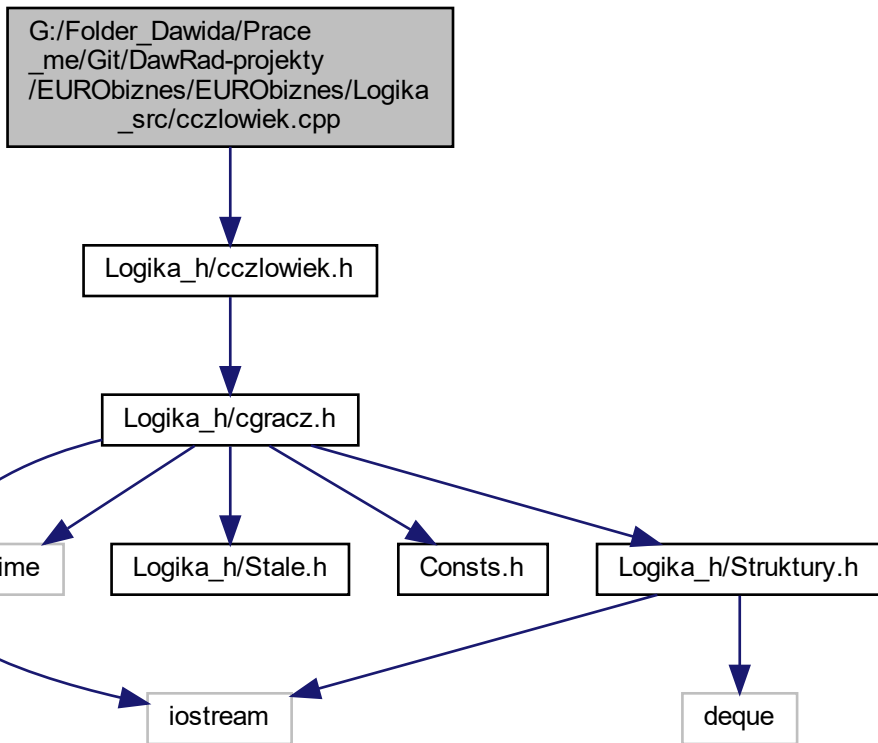 G:/Folder_Dawida/Prace
_me/Git/DawRad-projekty
/EURObiznes/EURObiznes/Logika
_src/cczlowiek.cpp
Logika_h/cczlowiek.h
Logika_h/cgracz.h
ime
Logika_h/Stale.h
Consts.h
Logika_h/Struktury.h
iostream
deque